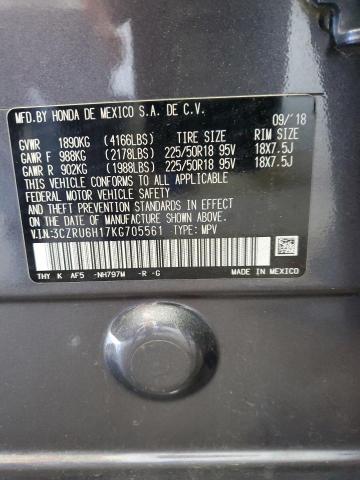 MFD.BY HONDA DE MEXICO S.A. DE C.V.
09/'18
GVWR 1890KG (4166LBS) TIRE SIZE RIM SIZE
GAWR F 988KG (2178LBS) 225/50R18 95V 18X7.5J
GAWR R 902KG (1988LBS) 225/50R18 95V 18X7.5J
THIS VEHICLE CONFORMS TO ALL APPLICABLE
FEDERAL MOTOR VEHICLE SAFETY STANDARDS
IN EFFECT ON THE DATE OF MANUFACTURE SHOWN ABOVE.
V.I.N:3CZRU6H17KG705561 TYPE: MPV
THY K AF5 -NH797M -R -G MADE IN MEXICO